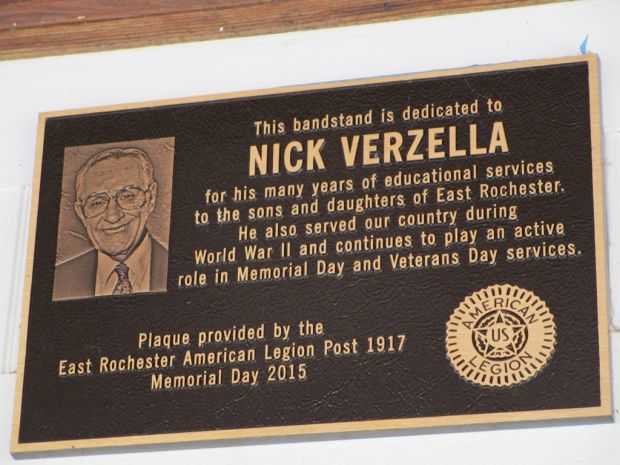 This bandstand is dedicated to
NICK VERZELLA
for his many years of educational services
to the sons and daughters of East Rochester.
He also served our country during
World War II and continues to play an active
role in Memorial Day and Veterans Day services.
Plaque provided by the
East Rochester American Legion Post 1917
Memorial Day 2015
AMERICAN
US
LEGION